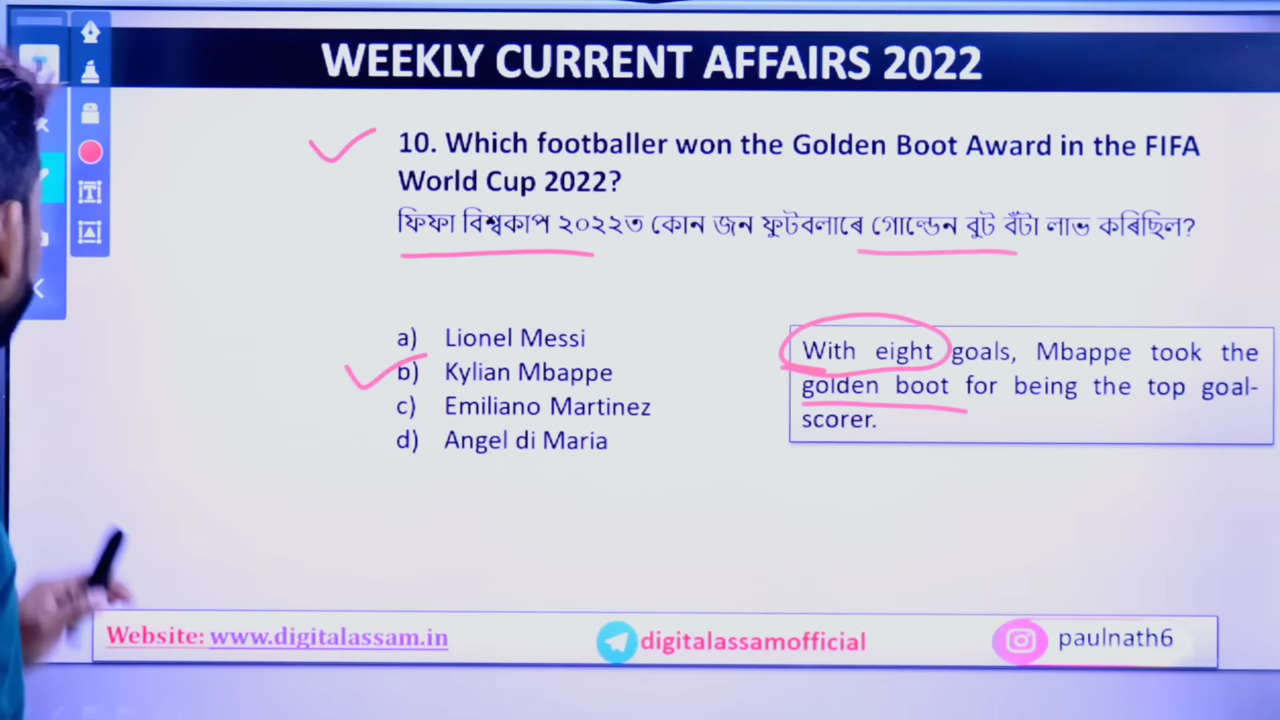 WEEKLY CURRENT AFFAIRS 2022
10. Which footballer won the Golden Boot Award in the FIFA
World Cup 2022?
ফিফা বিশ্বকাপ ২০২২ত কোন জন ফুটবলাৰে গোল্ডেন বুট বঁটা লাভ কৰিছিল?
a) Lionel Messi
b) Kylian Mbappe
c) Emiliano Martinez
d) Angel di Maria
With eight goals, Mbappe took the
golden boot for being the top goal-
scorer.
Website: www.digitalassam.in
digitalassamofficial
paulnath6